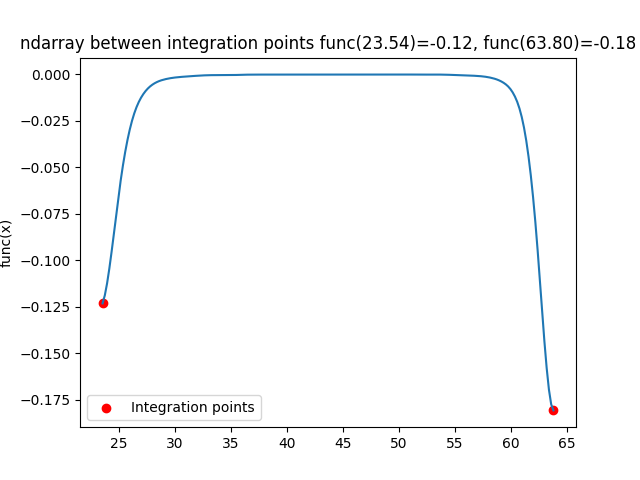 ndarray between integration points func(23.54)=-0.12, func(63.80)=-0.18
0.000
−0.025
−0.050
−0.075
−0.100
−0.125
−0.150
−0.175
func(x)
Integration points
25 30 35 40 45 50 55 60 65